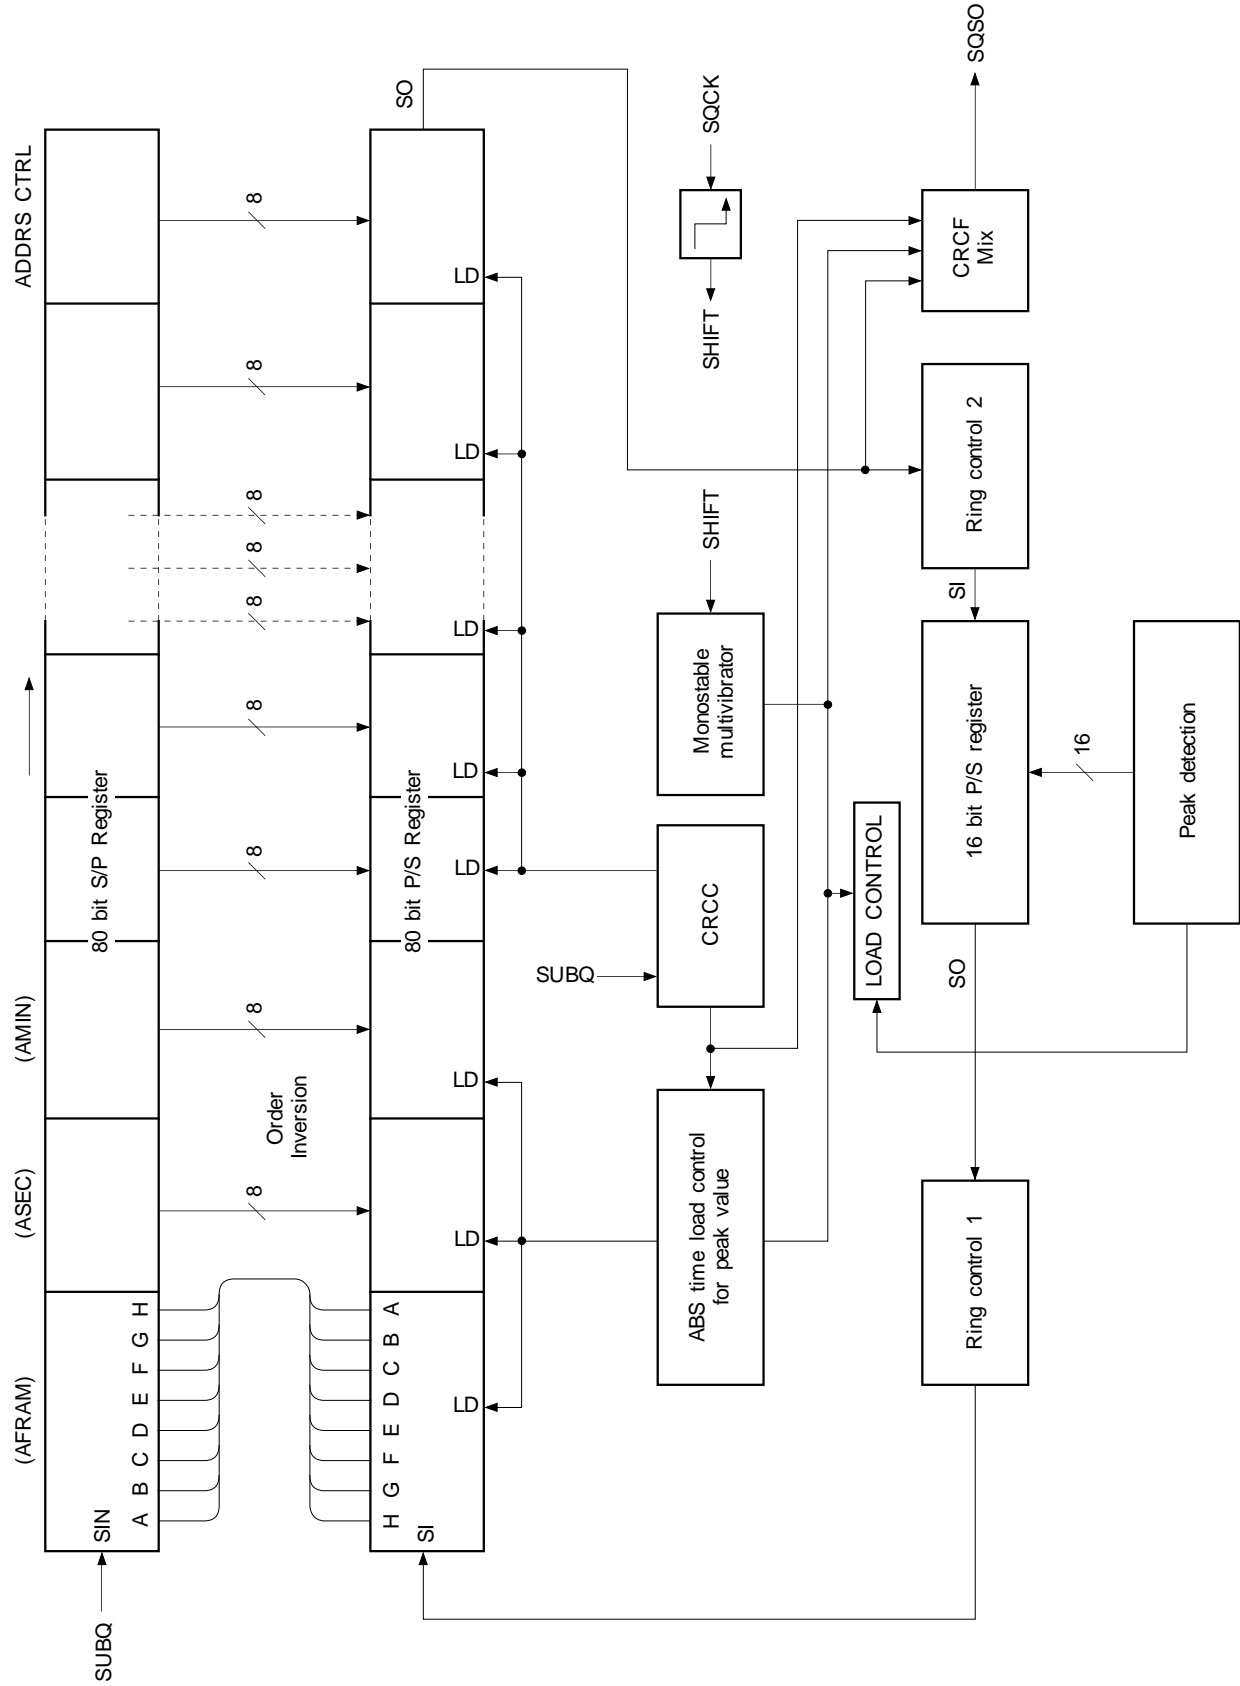 SUBQ
(AFRAM)
(ASEC)
(AMIN)
ADDRS CTRL
SIN
A B C D E F G H
80 bit S/P Register
8
8
8
8
8
8
8
8
8
Order
Inversion
H G F E D C B A
SI
80 bit P/S Register
SO
LD
LD
LD
LD
LD
LD
LD
LD
SUBQ
ABS time load control
for peak value
CRCC
Monostable
multivibrator
SHIFT
SHIFT
SQCK
LOAD CONTROL
Ring control 1
SO
16 bit P/S register
SI
Ring control 2
CRCF
Mix
SQSO
16
Peak detection